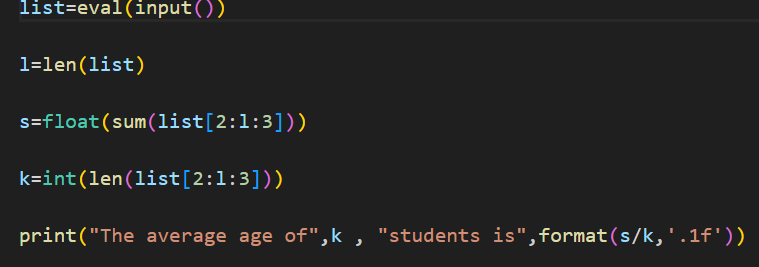 list=eval(input())
l=len(list)
s=float(sum(list[2:l:3]))
k=int(len(list[2:l:3]))
print("The average age of",k , "students is",format(s/k,'.1f'))